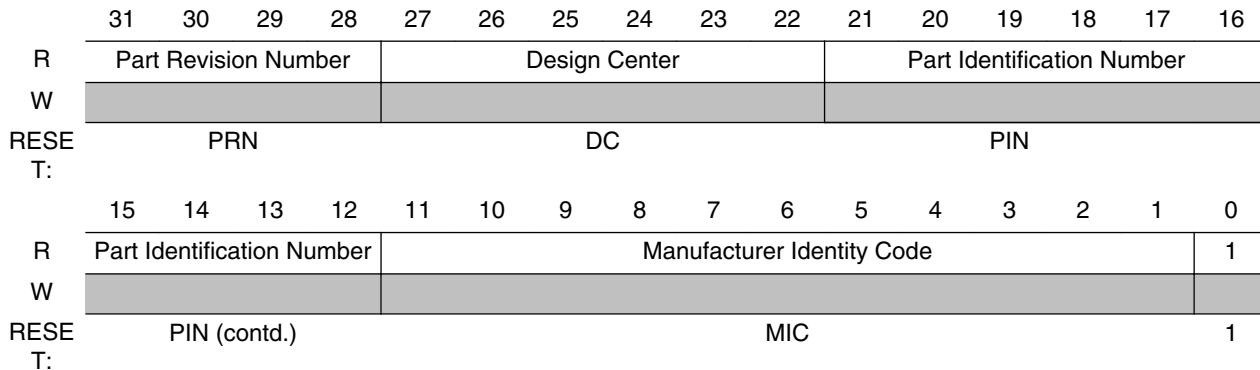 31 30 29 28 27 26 25 24 23 22 21 20 19 18 17 16
R Part Revision Number Design Center Part Identification Number
W
RESE PRN DC PIN
T:
15 14 13 12 11 10 9 8 7 6 5 4 3 2 1 0
R Part Identification Number Manufacturer Identity Code 1
W
RESE PIN (contd.) MIC 1
T: